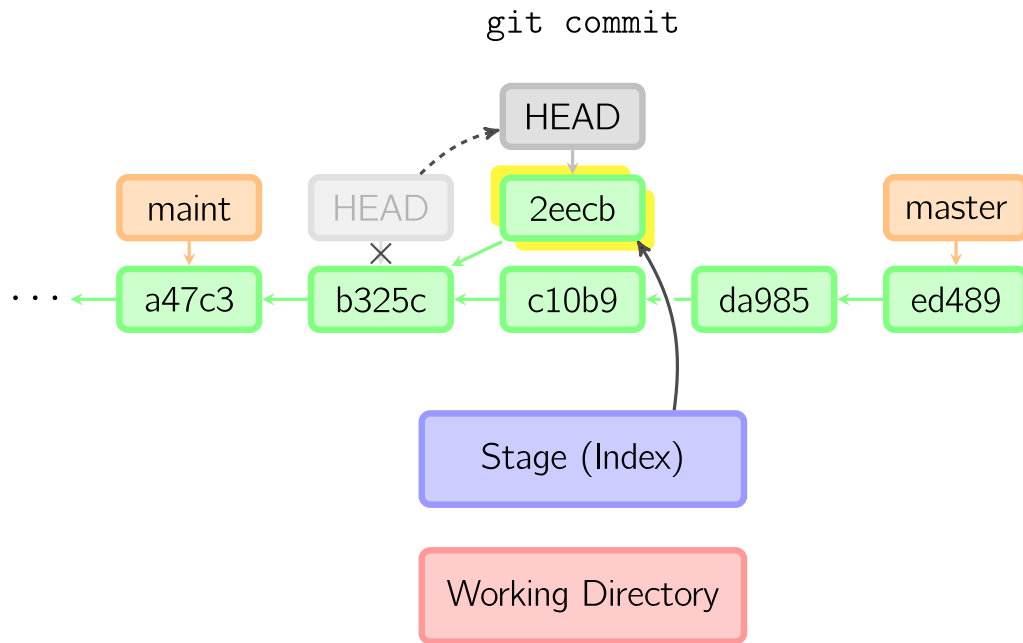 git commit
HEAD
maint
HEAD
2eecb
master
...
a47c3
b325c
c10b9
da985
ed489
Stage (Index)
Working Directory